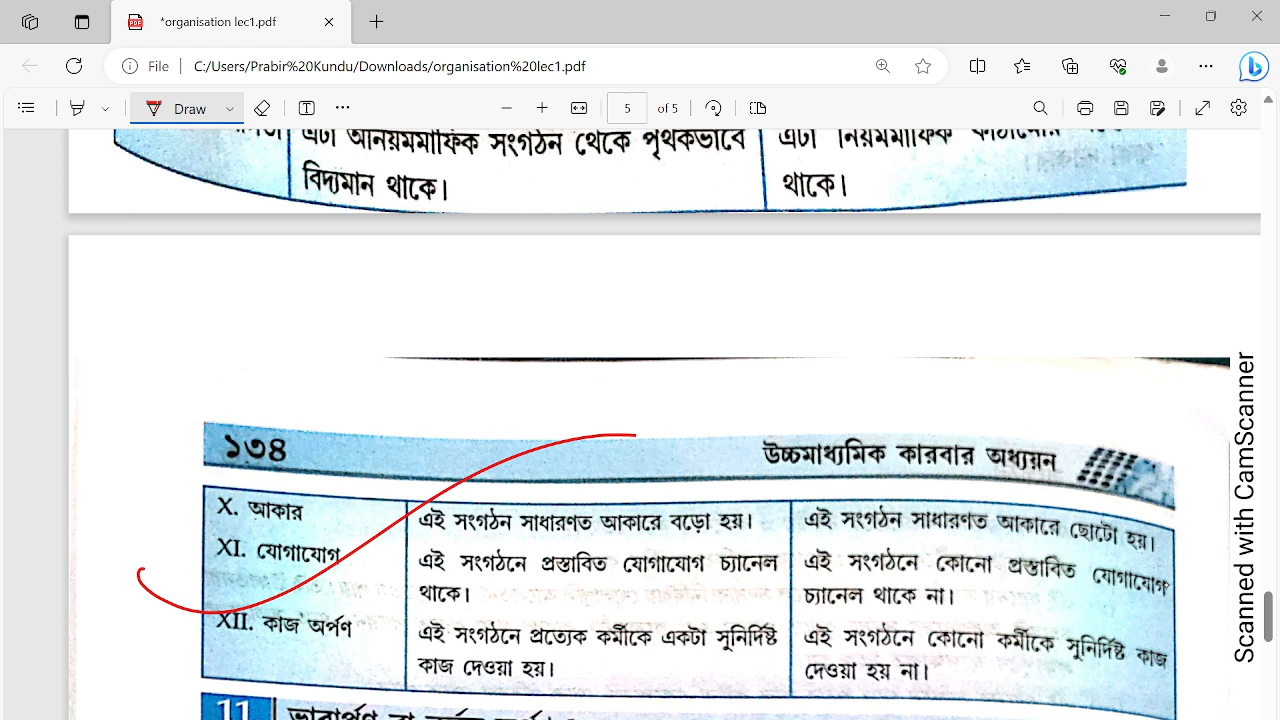 *organisation lec1.pdf
File C:/Users/Prabir%20Kundu/Downloads/organisation%20lec1.pdf
Draw 5 of 5
এটা অনিয়মমাফিক সংগঠন থেকে পৃথকভাবে
বিদ্যমান থাকে।
এটা নিয়মমাফিক
থাকে।
১৩৪ উচ্চমাধ্যমিক কারবার অধ্যয়ন
X. আকার
এই সংগঠন সাধারণত আকারে বড়ো হয়।
এই সংগঠন সাধারণত আকারে ছোটো হয়।
XI. যোগাযোগ
এই সংগঠনে প্রস্তাবিত যোগাযোগ চ্যানেল
থাকে।
এই সংগঠনে কোনো প্রস্তাবিত যোগাযোগ
চ্যানেল থাকে না।
XII. কাজ অর্পণ
এই সংগঠনে প্রত্যেক কর্মীকে একটা সুনির্দিষ্ট
কাজ দেওয়া হয়।
এই সংগঠনে কোনো কর্মীকে সুনির্দিষ্ট কাজ
দেওয়া হয় না।
11
Scanned with CamScanner